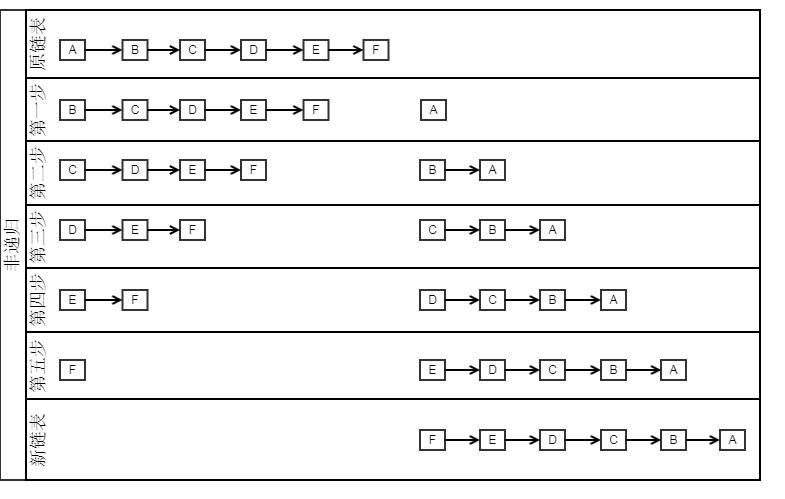 非递归
原链表
A B C D E F
第一步
B C D E F A
第二步
C D E F B A
第三步
D E F C B A
第四步
E F D C B A
第五步
F E D C B A
新链表
F E D C B A